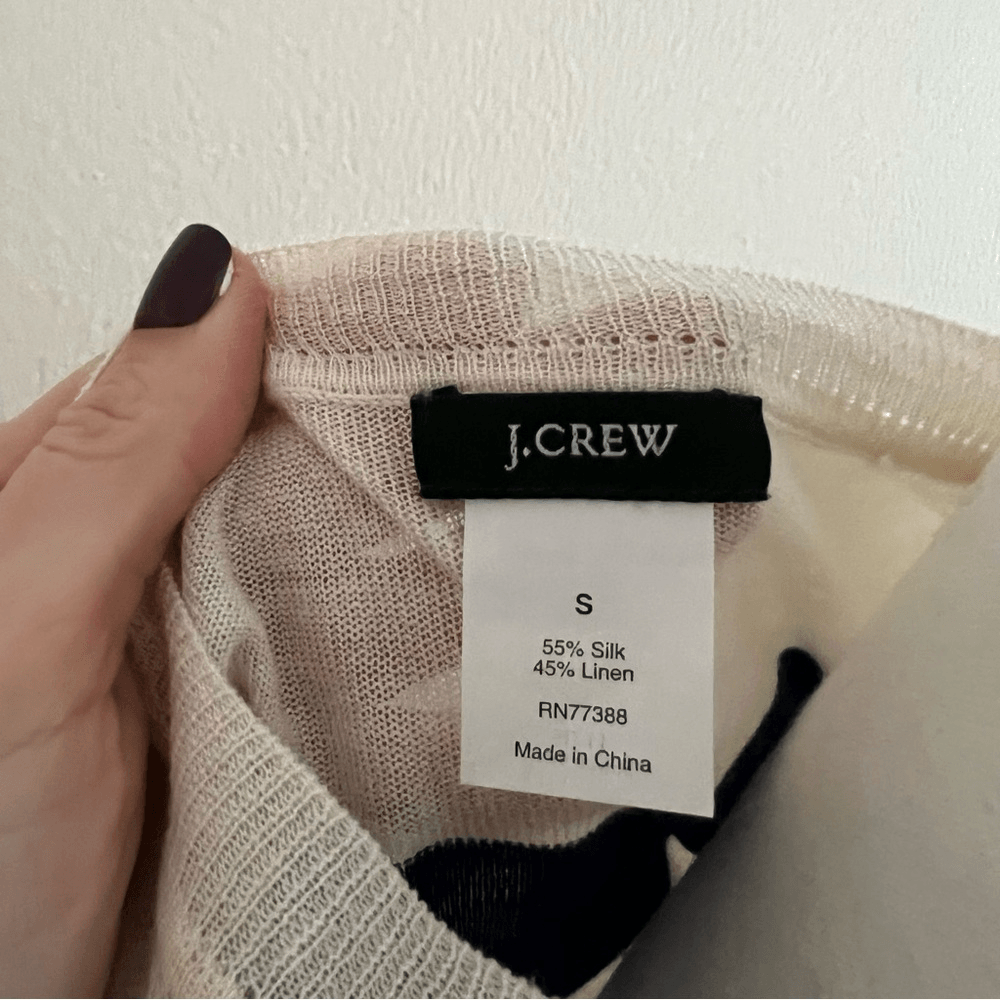 J.CREW
S
55% Silk
45% Linen
RN77388
Made in China